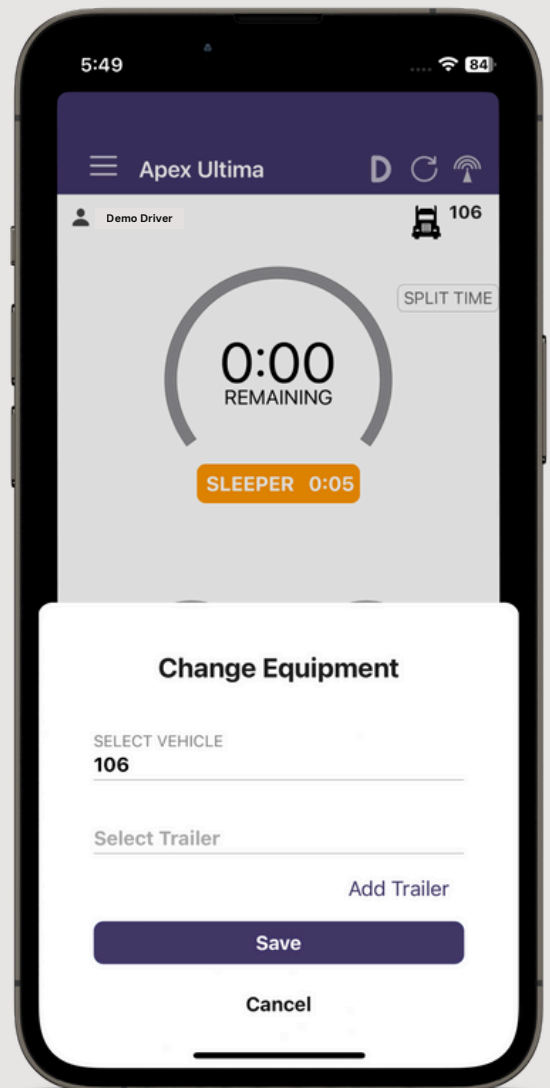 5:49
84
Apex Ultima
D
Demo Driver
106
SPLIT TIME
0:00
REMAINING
SLEEPER 0:05
Change Equipment
SELECT VEHICLE
106
Select Trailer
Add Trailer
Save
Cancel